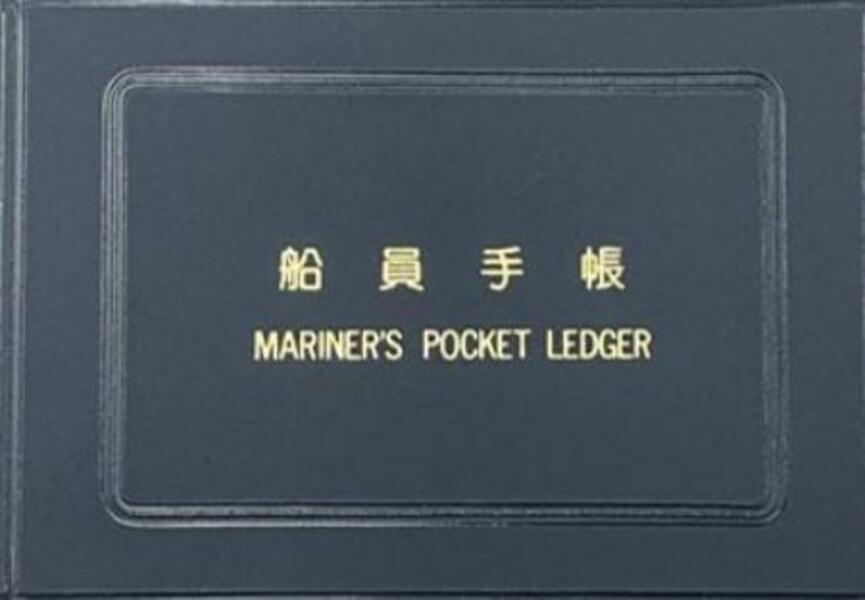 船員手帳
MARINER'S POCKET LEDGER